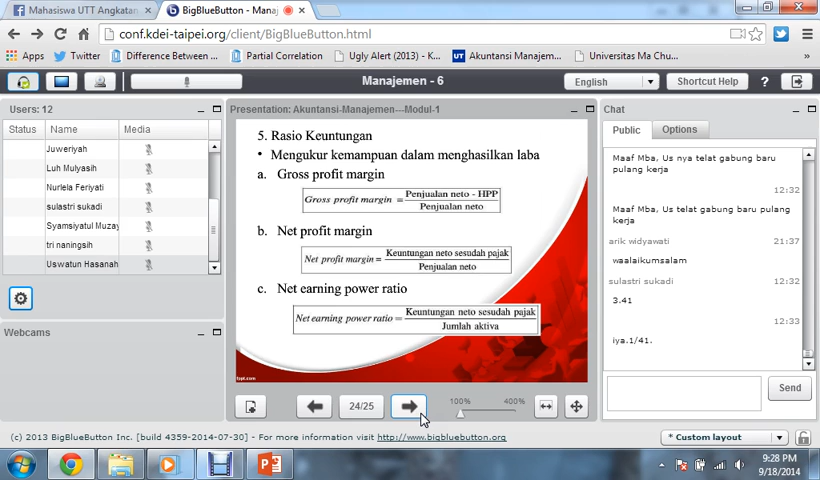 Mahasiswa UTT Angkatan
BigBlueButton - Manaj
conf.kdei-taipei.org/client/BigBlueButton.html
Apps
Twitter
Difference Between ...
Partial Correlation
Ugly Alert (2013) - K...
UT
Akuntansi Manajemen...
Universitas Ma Chu...
»
Manajemen - 6
English
Shortcut Help
?
Users: 12
Status
Name
Media
Juweriyah
Luh Mulyasih
Nurlela Feriyati
sulastri sukadi
Syamsiyatul Muzay
tri naningsih
Uswatun Hasanah
Webcams
Presentation: Akuntansi-Manajemen---Modul-1
5. Rasio Keuntungan
• Mengukur kemampuan dalam menghasilkan laba
a. Gross profit margin
Gross profit margin = Penjualan neto - HPP
Penjualan neto
b. Net profit margin
Net profit margin = Keuntungan neto sesudah pajak
Penjualan neto
c. Net earning power ratio
Net earning power ratio = Keuntungan neto sesudah pajak
Jumlah aktiva
24/25
100%
400%
Chat
Public
Options
Maaf Mba, Us nya telat gabung baru
pulang kerja
12:32
Maaf Mba, Us telat gabung baru pulang
kerja
arik widyawati
21:37
waalaikumsalam
sulastri sukadi
12:32
3.41
12:33
iya.1/41.
Send
(c) 2013 BigBlueButton Inc. [build 4359-2014-07-30] - For more information visit http://www.bigbluebutton.org
* Custom layout
9:28 PM
9/18/2014